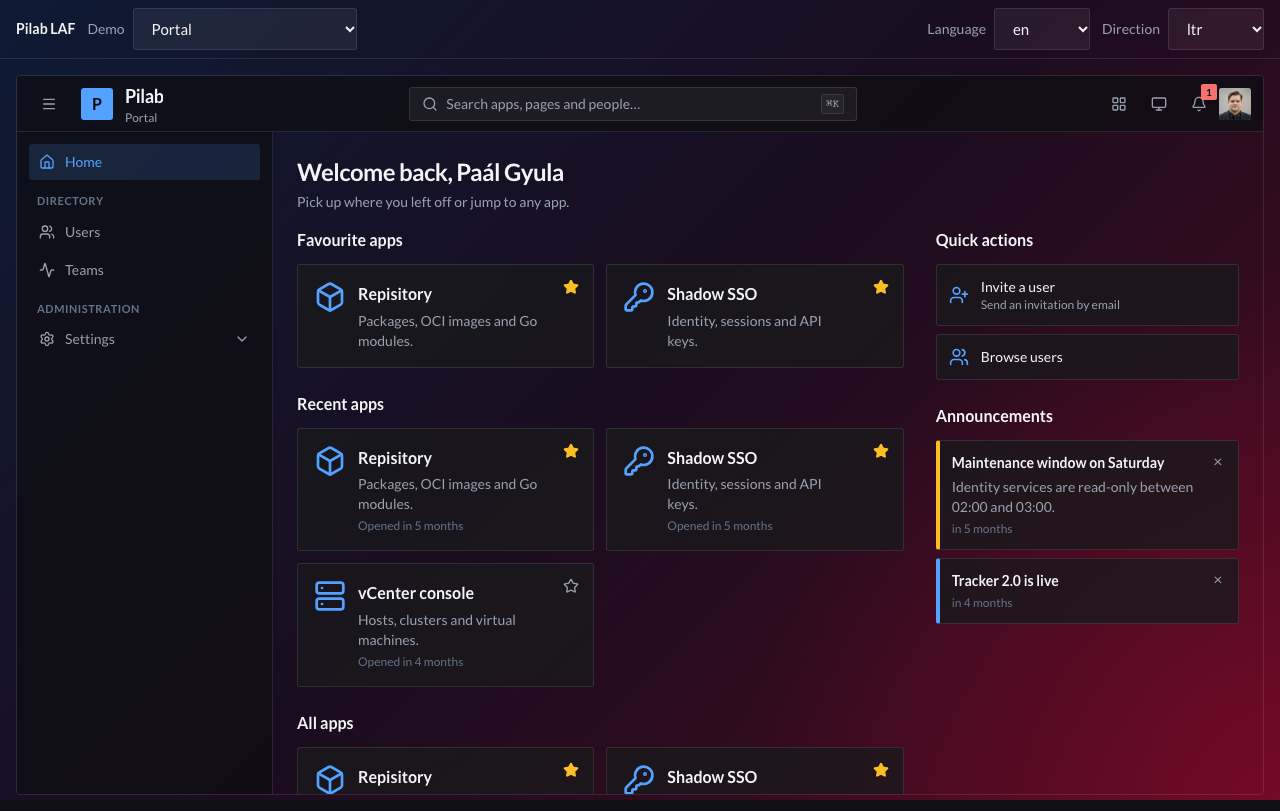 Pilab LAF Demo Portal Language en Direction ltr
P Pilab
Portal
Search apps, pages and people… ⌘K
1
Home
DIRECTORY
Users
Teams
ADMINISTRATION
Settings
Welcome back, Paál Gyula
Pick up where you left off or jump to any app.
Favourite apps
Repisitory
Packages, OCI images and Go
modules.
Shadow SSO
Identity, sessions and API
keys.
Recent apps
Repisitory
Packages, OCI images and Go
modules.
Opened in 5 months
Shadow SSO
Identity, sessions and API
keys.
Opened in 5 months
vCenter console
Hosts, clusters and virtual
machines.
Opened in 4 months
All apps
Repisitory
Shadow SSO
Quick actions
Invite a user
Send an invitation by email
Browse users
Announcements
Maintenance window on Saturday
Identity services are read-only between
02:00 and 03:00.
in 5 months
Tracker 2.0 is live
in 4 months